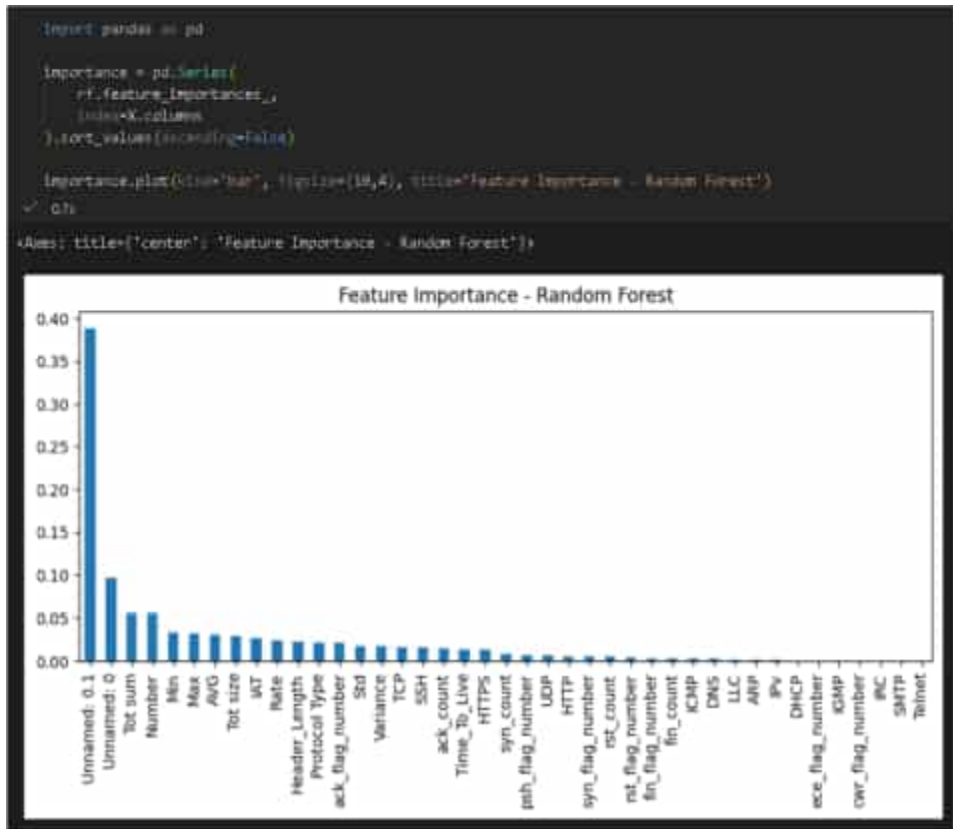 import pandas as pd
importance = pd.Series(
rf.feature_importances_,
index=X.columns
).sort_values(ascending=False)
importance.plot(kind="bar", figsize=(10,4), title="Feature Importance - Random Forest")
<Axes: title={'center': 'Feature Importance - Random Forest'}>
Feature Importance - Random Forest
0.40
0.35
0.30
0.25
0.20
0.15
0.10
0.05
0.00
Unnamed: 0.1
Unnamed: 0
Tot sum
Number
Min
Max
AVG
Tot size
IAT
Rate
Header_Length
Protocol Type
ack_flag_number
Std
Variance
TCP
SSH
ack_count
Time_To_Live
HTTPS
syn_count
psh_flag_number
UDP
HTTP
syn_flag_number
rst_count
rst_flag_number
fin_flag_number
fin_count
ICMP
DNS
LLC
ARP
IPv
DHCP
ece_flag_number
IGMP
cwr_flag_number
IRC
SMTP
Telnet